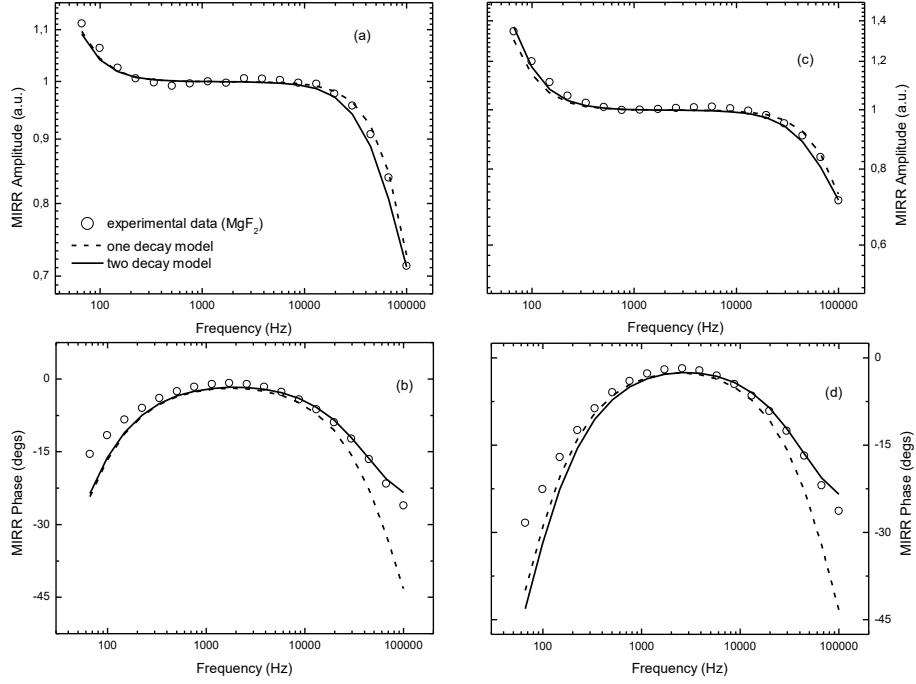 (a)
1,1
1
0,9
0,8
0,7
MIRR Amplitude (a.u.)
experimental data (MgF₂)
one decay model
two decay model
100
1000
10000
100000
Frequency (Hz)
(c)
1,4
1,2
1
0,8
0,6
MIRR Amplitude (a.u.)
100
1000
10000
100000
Frequency (Hz)
(b)
0
-15
-30
-45
MIRR Phase (degs)
100
1000
10000
100000
Frequency (Hz)
(d)
0
-15
-30
-45
MIRR Phase (degs)
100
1000
10000
100000
Frequency (Hz)